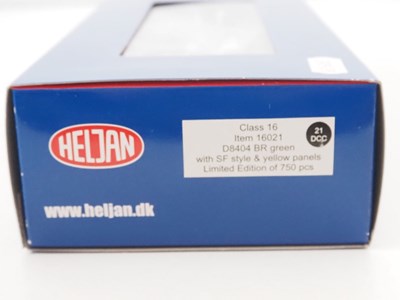 HELJAN
Class 16
Item 16021
D8404 BR green
with SF style & yellow panels
Limited Edition of 750 pcs
21
DCC
www.heljan.dk